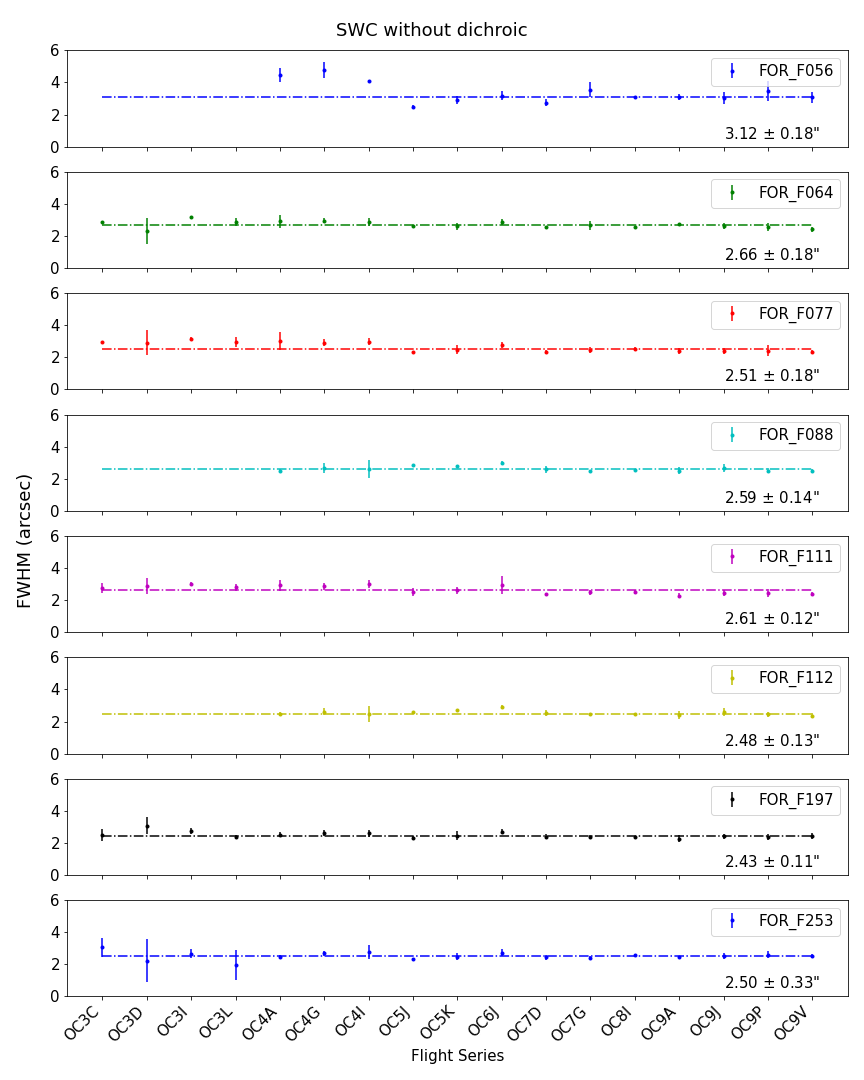 SWC without dichroic
FWHM (arcsec)
6
4
2
0
FOR_F056
3.12 ± 0.18"
6
4
2
0
FOR_F064
2.66 ± 0.18"
6
4
2
0
FOR_F077
2.51 ± 0.18"
6
4
2
0
FOR_F088
2.59 ± 0.14"
6
4
2
0
FOR_F111
2.61 ± 0.12"
6
4
2
0
FOR_F112
2.48 ± 0.13"
6
4
2
0
FOR_F197
2.43 ± 0.11"
6
4
2
0
FOR_F253
2.50 ± 0.33"
OC3C OC3D OC3I OC3L OC4A OC4G OC4I OC5J OC5K OC6J OC7D OC7G OC8I OC9A OC9J OC9P OC9V
Flight Series